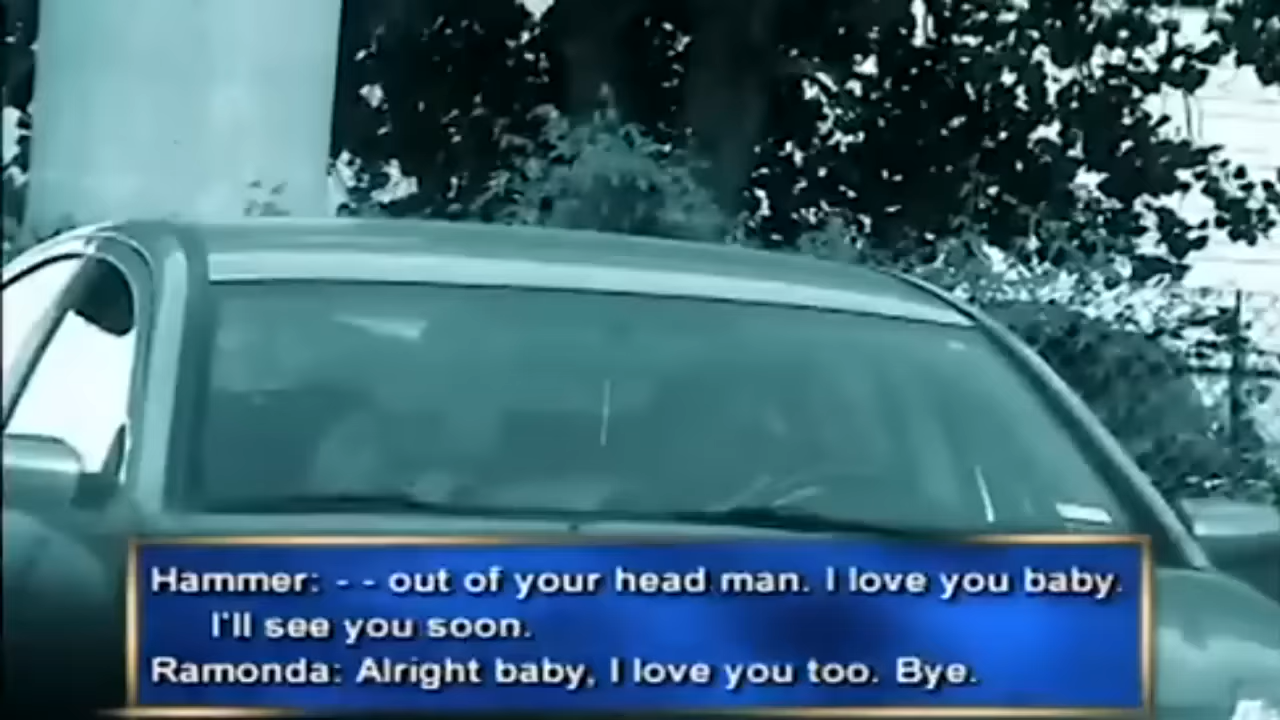 Hammer: - - out of your head man. I love you baby.
I'll see you soon.
Ramonda: Alright baby, I love you too. Bye.